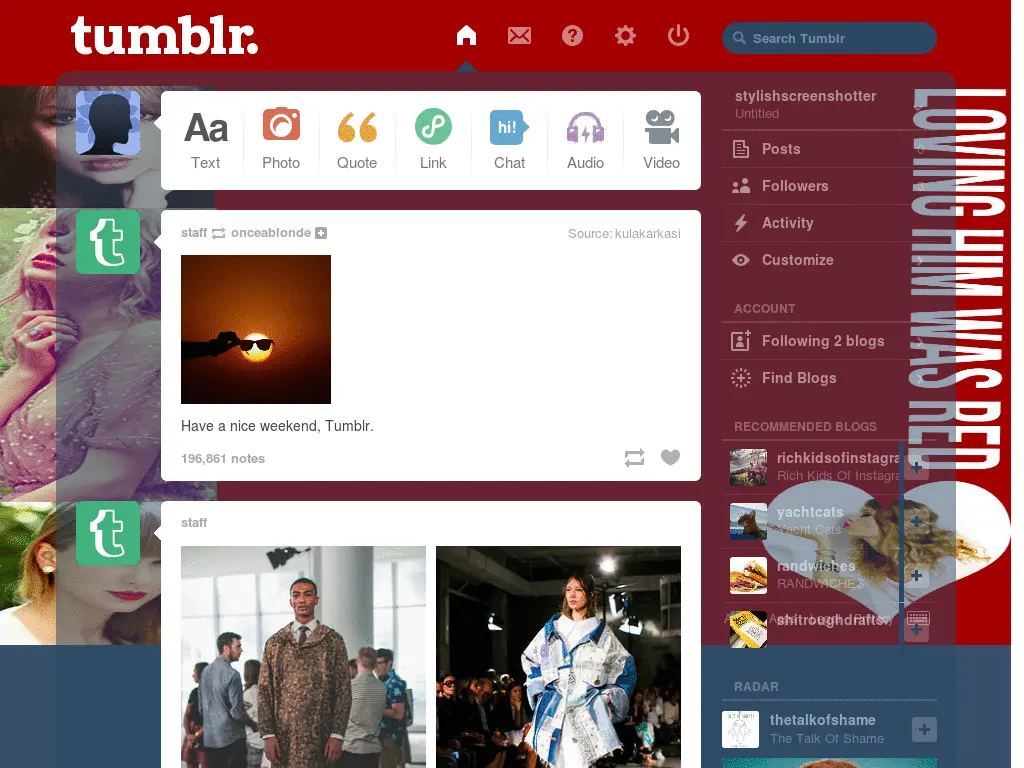 tumblr.
Search Tumblr
Aa
hi!
Text
Photo
Quote
Link
Chat
Audio
Video
stylishscreenshotter
Untitled
Posts
Followers
Activity
Customize
LOVING HIM WAS RED
staff onceablonde
Source: kulakarkasi
Have a nice weekend, Tumblr.
196,861 notes
ACCOUNT
Following 2 blogs
Find Blogs
RECOMMENDED BLOGS
richkidsofinstagra
Rich Kids Of Instagra
yachtcats
Yacht Cats
randwiches
RANDWICHES
shitroughdrafts
staff
RADAR
thetalkofshame
The Talk Of Shame